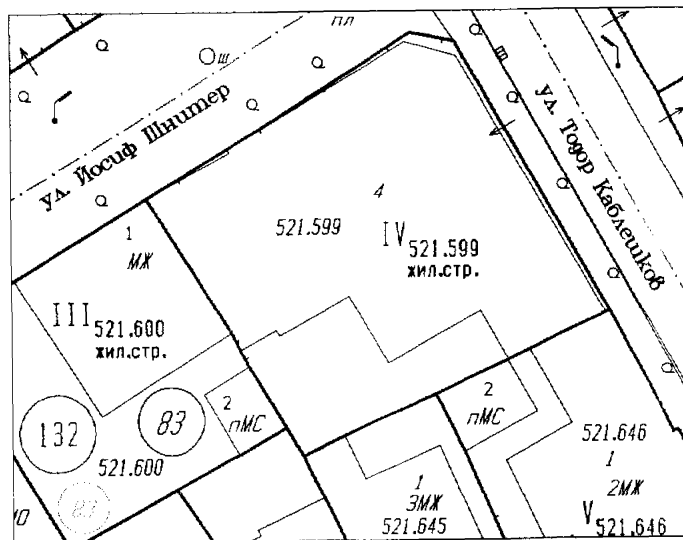 пл
ш
ул. Йосиф Шнитер
ул. Тодор Каблешков
4
521.599
IV 521.599
жил.стр.
1
МЖ
III 521.600
жил.стр.
132
83
2
пМС
521.600
83
2
пМС
1
3МЖ
521.645
521.646
1
2МЖ
V 521.646